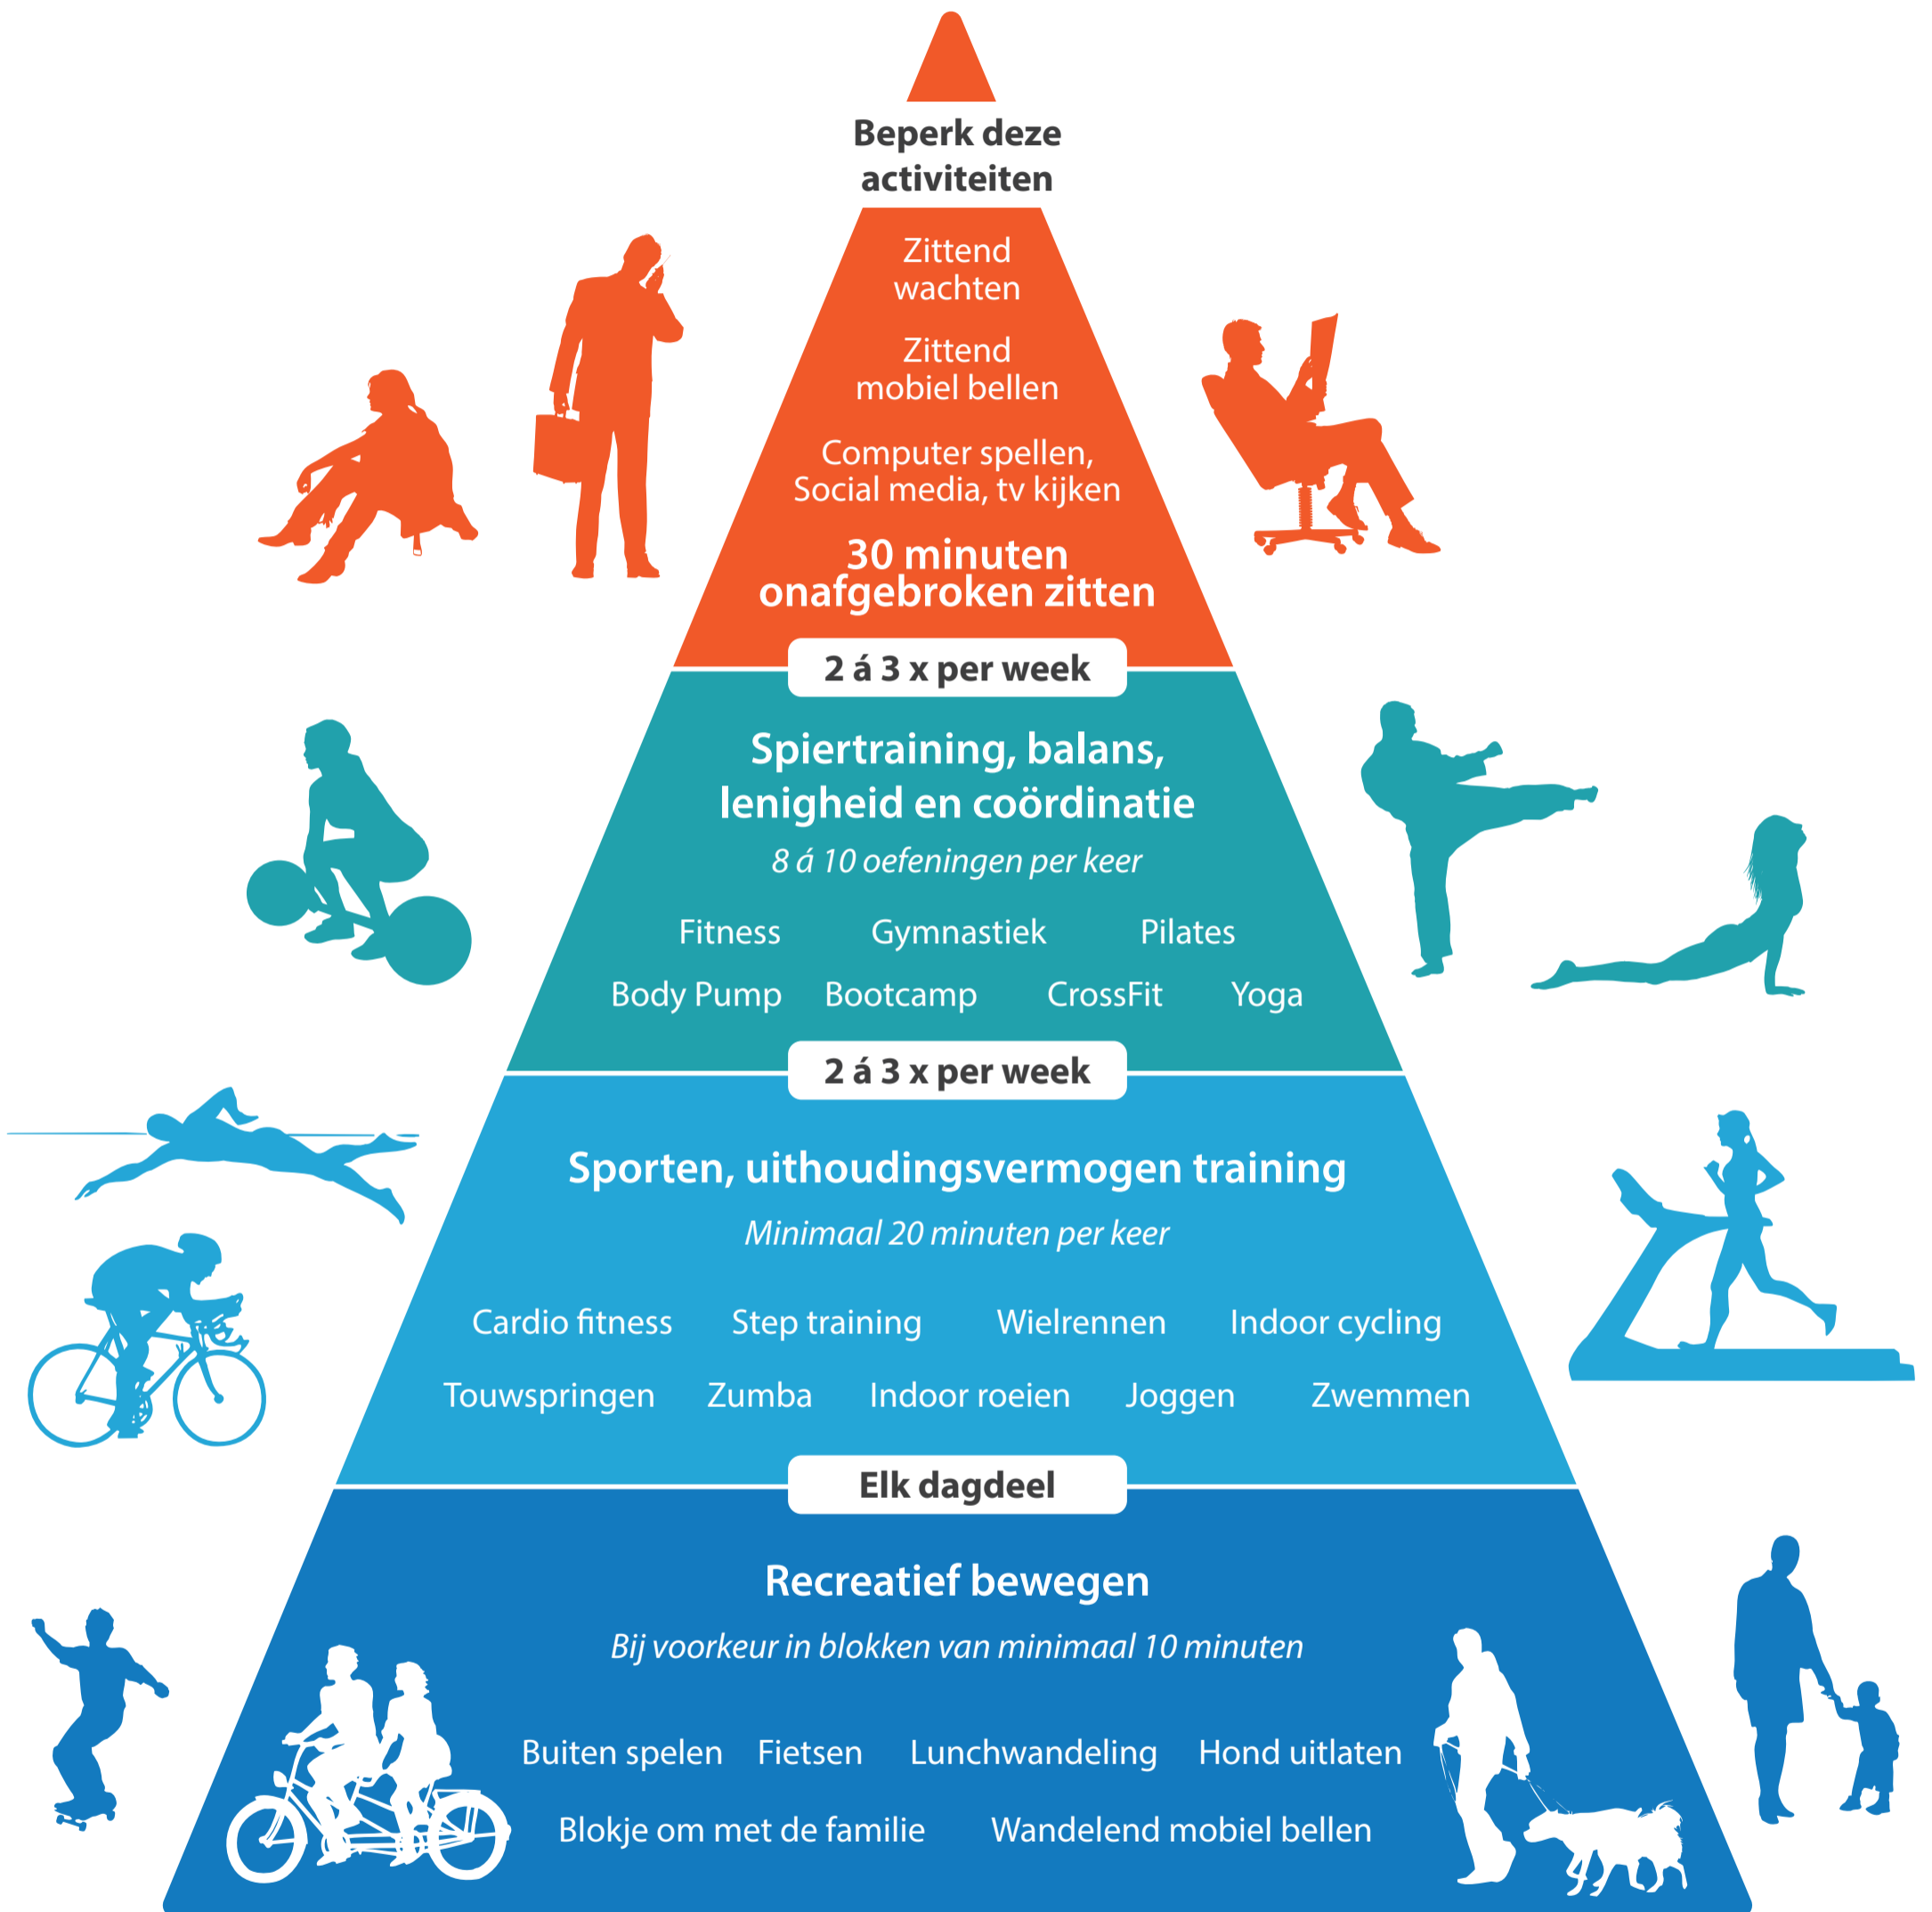 Beperk deze
activiteiten
Zittend
wachten
Zittend
mobiel bellen
Computer spellen,
Social media, tv kijken
30 minuten
onafgebroken zitten
2 á 3 x per week
Spiertraining, balans,
lenigheid en coördinatie
8 á 10 oefeningen per keer
Fitness Gymnastiek Pilates
Body Pump Bootcamp CrossFit Yoga
2 á 3 x per week
Sporten, uithoudingsvermogen training
Minimaal 20 minuten per keer
Cardio fitness Step training Wielrennen Indoor cycling
Touwspringen Zumba Indoor roeien Joggen Zwemmen
Elk dagdeel
Recreatief bewegen
Bij voorkeur in blokken van minimaal 10 minuten
Buiten spelen Fietsen Lunchwandeling Hond uitlaten
Blokje om met de familie Wandelend mobiel bellen